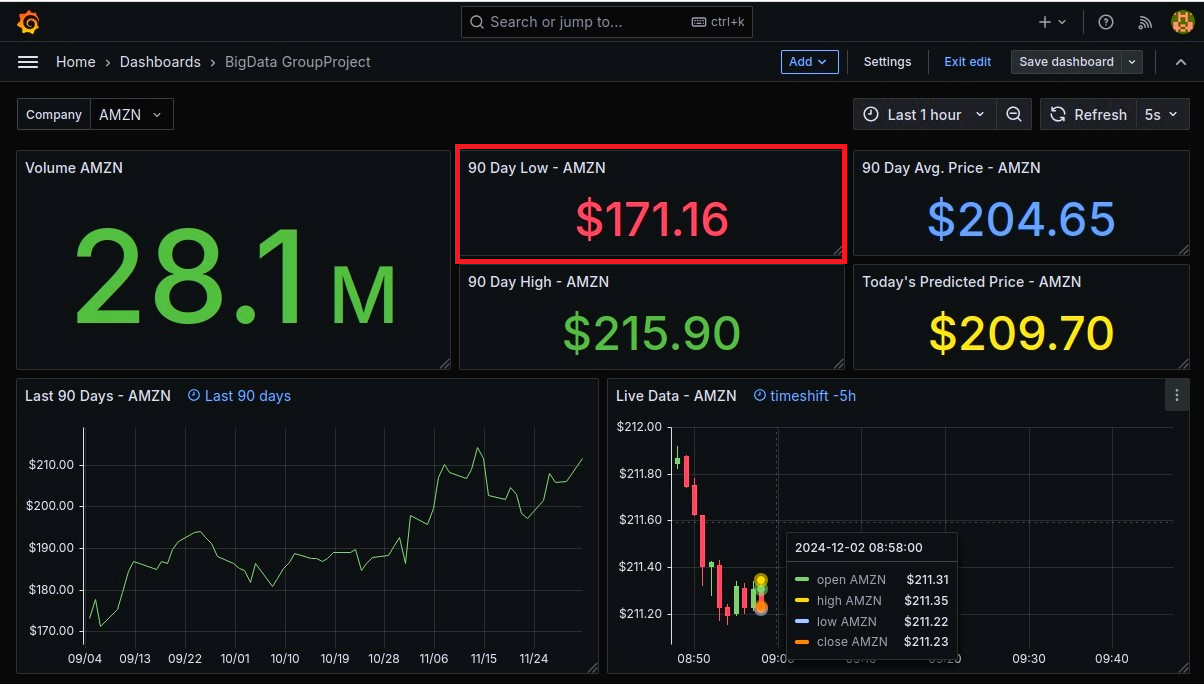 Search or jump to... ctrl+k
Home › Dashboards › BigData GroupProject
Add Settings Exit edit Save dashboard
Company AMZN Last 1 hour Refresh 5s
Volume AMZN
28.1 M
90 Day Low - AMZN
$171.16
90 Day Avg. Price - AMZN
$204.65
90 Day High - AMZN
$215.90
Today's Predicted Price - AMZN
$209.70
Last 90 Days - AMZN Last 90 days
$210.00
$200.00
$190.00
$180.00
$170.00
09/04 09/13 09/22 10/01 10/10 10/19 10/28 11/06 11/15 11/24
Live Data - AMZN timeshift -5h
$212.00
$211.80
$211.60
$211.40
$211.20
2024-12-02 08:58:00
open AMZN $211.31
high AMZN $211.35
low AMZN $211.22
close AMZN $211.23
08:50 09:00 09:10 09:20 09:30 09:40